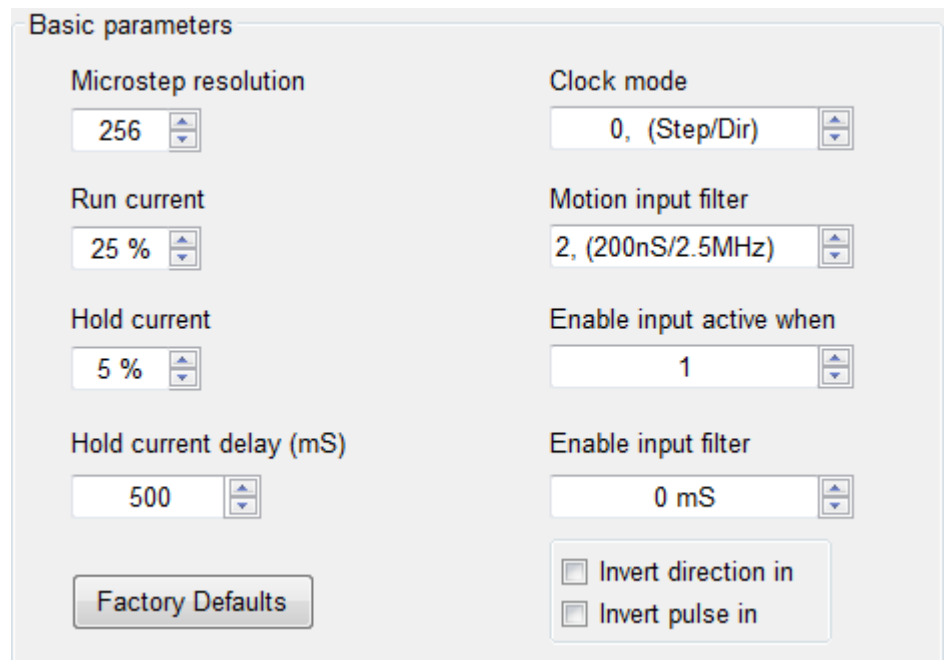 Basic parameters
Microstep resolution
256
Run current
25 %
Hold current
5 %
Hold current delay (mS)
500
Factory Defaults
Clock mode
0, (Step/Dir)
Motion input filter
2, (200nS/2.5MHz)
Enable input active when
1
Enable input filter
0 mS
Invert direction in
Invert pulse in